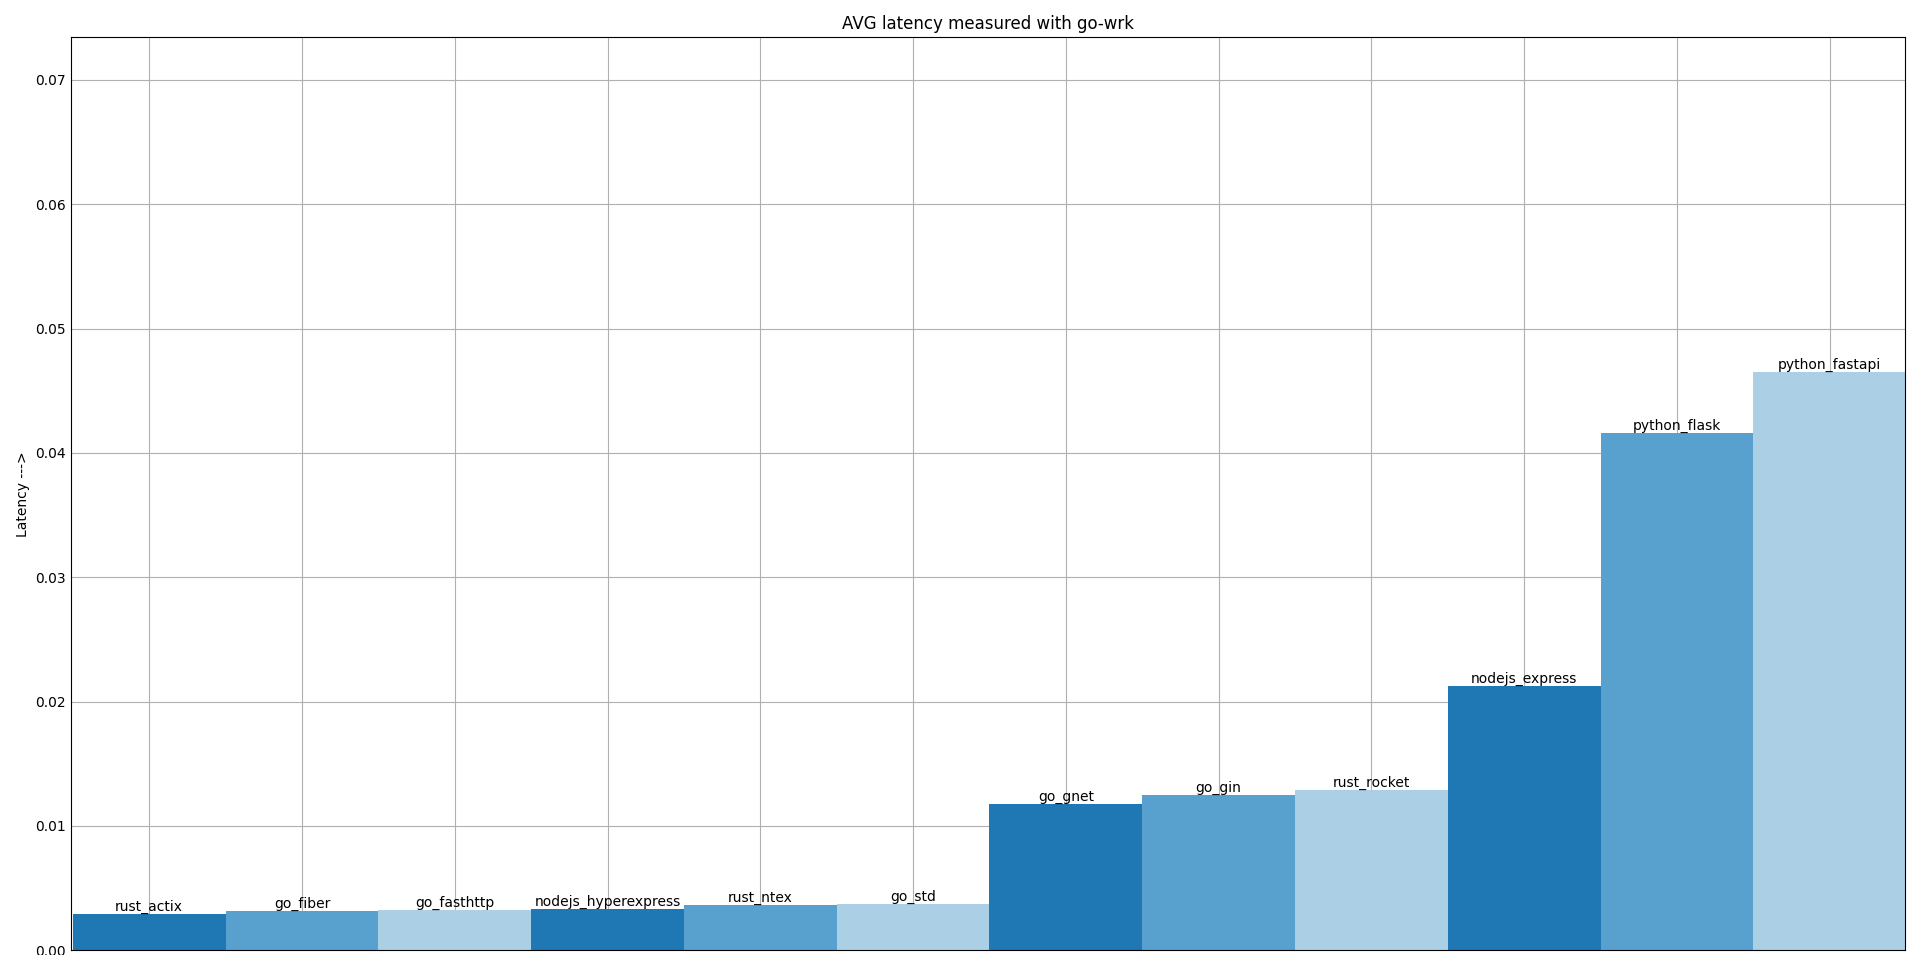 AVG latency measured with go-wrk
0.07
0.06
0.05
0.04
0.03
0.02
0.01
0.00
Latency --->
rust_actix
go_fiber
go_fasthttp
nodejs_hyperexpress
rust_ntex
go_std
go_gnet
go_gin
rust_rocket
nodejs_express
python_flask
python_fastapi